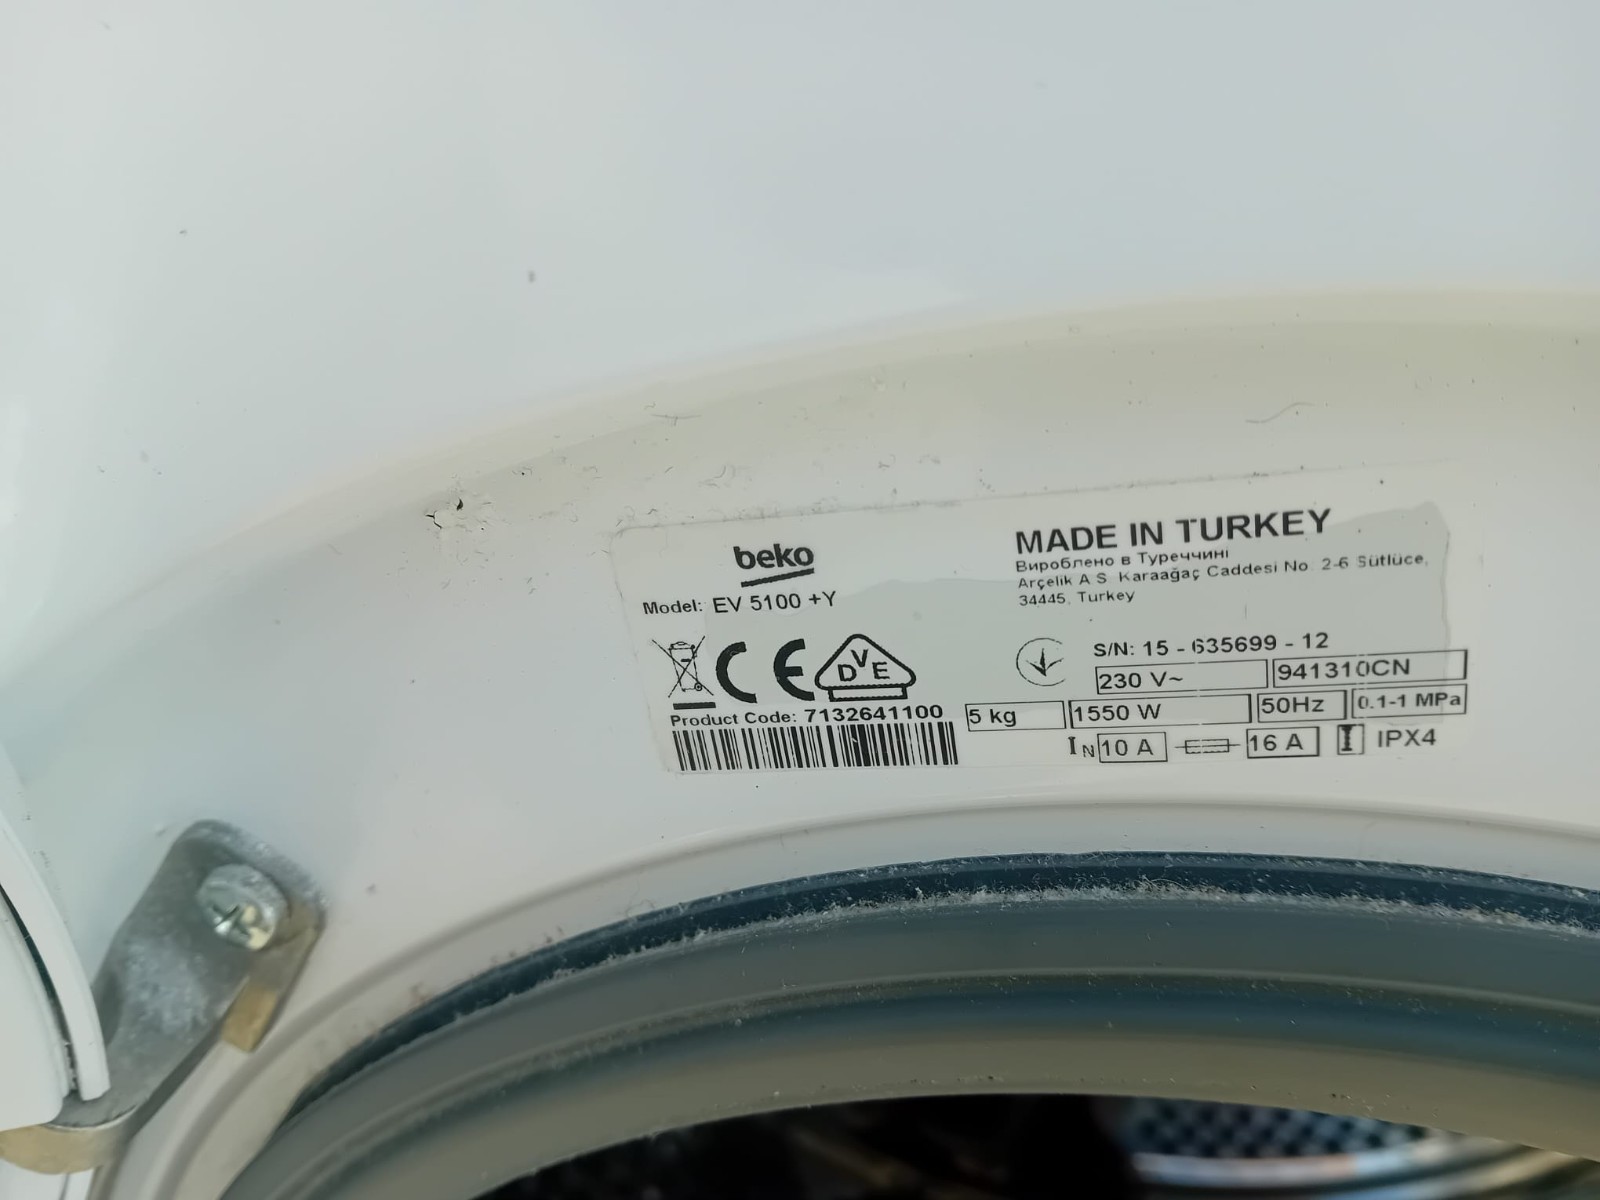 beko
Model: EV 5100 +Y
MADE IN TURKEY
Вироблено в Туреччині
Arçelik A S Karaağaç Caddesi No 2-6 Sütlüce,
34445, Turkey
CE
DVE
S/N: 15 - 635699 - 12
230 V~ 941310CN
Product Code: 7132641100
5 kg 1550 W 50Hz 0.1-1 MPa
IN 10 A 16 A IPX4